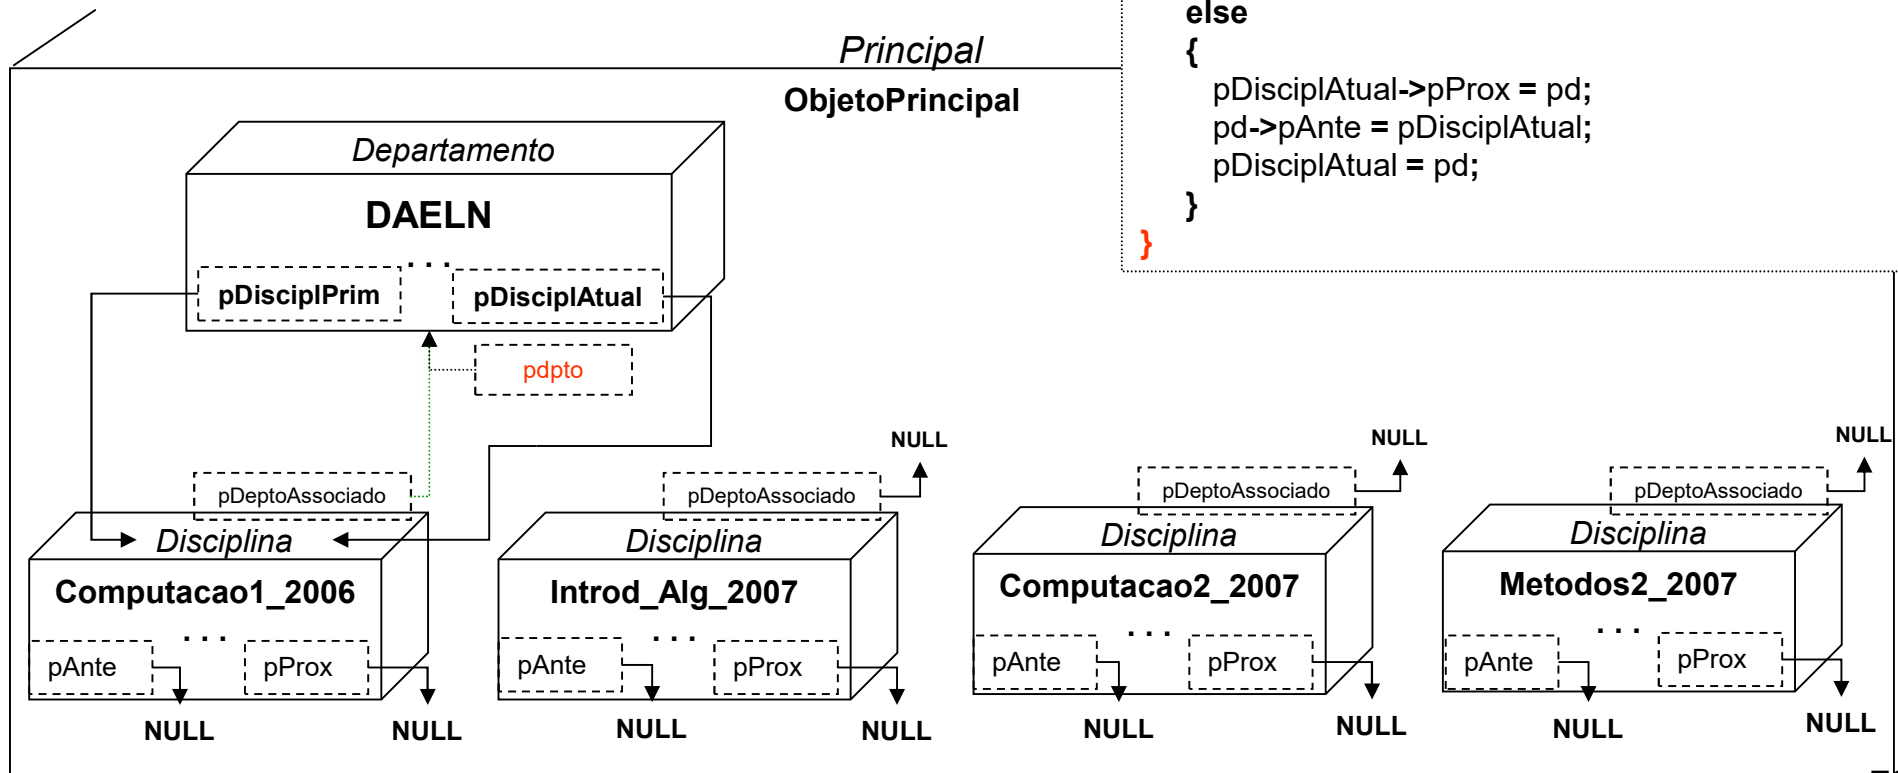 Principal
ObjetoPrincipal
else
{
pDisciplAtual->pProx = pd;
pd->pAnte = pDisciplAtual;
pDisciplAtual = pd;
}
}
Departamento
DAELN
. . .
pDisciplPrim
pDisciplAtual
pdpto
NULL
NULL
NULL
pDeptoAssociado
pDeptoAssociado
pDeptoAssociado
pDeptoAssociado
Disciplina
Disciplina
Disciplina
Disciplina
Computacao1_2006
Introd_Alg_2007
Computacao2_2007
Metodos2_2007
. . .
. . .
. . .
. . .
pAnte
pProx
pAnte
pProx
pAnte
pProx
pAnte
pProx
NULL
NULL
NULL
NULL
NULL
NULL
NULL
NULL